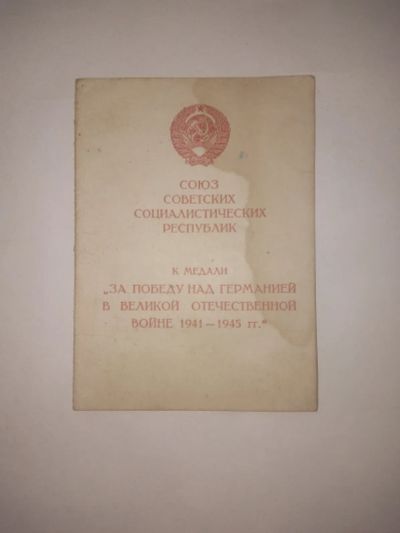 СОЮЗ
СОВЕТСКИХ
СОЦИАЛИСТИЧЕСКИХ
РЕСПУБЛИК
К МЕДАЛИ
„ЗА ПОБЕДУ НАД ГЕРМАНИЕЙ
В ВЕЛИКОЙ ОТЕЧЕСТВЕННОЙ
ВОЙНЕ 1941—1945 гг.“